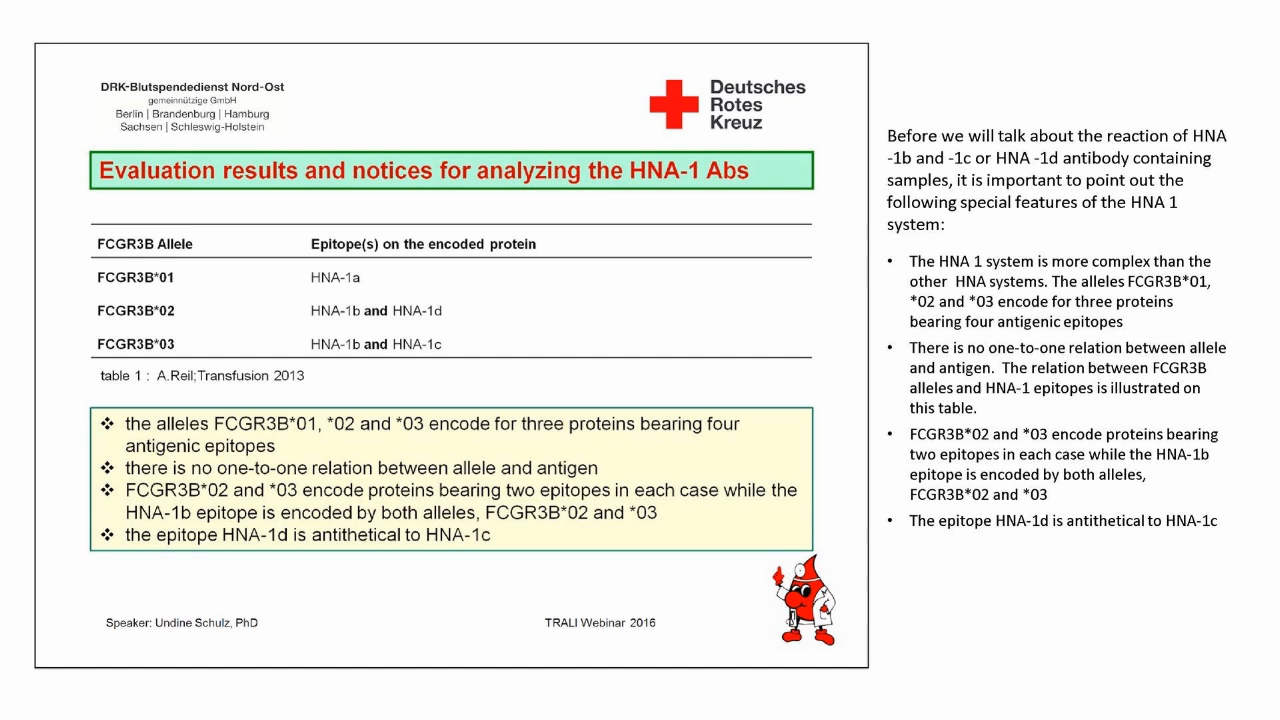 DRK-Blutspendedienst Nord-Ost
gemeinnützige GmbH
Berlin | Brandenburg | Hamburg
Sachsen | Schleswig-Holstein
Deutsches
Rotes
Kreuz
Evaluation results and notices for analyzing the HNA-1 Abs
FCGR3B Allele Epitope(s) on the encoded protein
FCGR3B*01 HNA-1a
FCGR3B*02 HNA-1b and HNA-1d
FCGR3B*03 HNA-1b and HNA-1c
table 1 : A.Reil;Transfusion 2013
❖ the alleles FCGR3B*01, *02 and *03 encode for three proteins bearing four
antigenic epitopes
❖ there is no one-to-one relation between allele and antigen
❖ FCGR3B*02 and *03 encode proteins bearing two epitopes in each case while the
HNA-1b epitope is encoded by both alleles, FCGR3B*02 and *03
❖ the epitope HNA-1d is antithetical to HNA-1c
Speaker: Undine Schulz, PhD
TRALI Webinar 2016
Before we will talk about the reaction of HNA
-1b and -1c or HNA -1d antibody containing
samples, it is important to point out the
following special features of the HNA 1
system:
• The HNA 1 system is more complex than the
other HNA systems. The alleles FCGR3B*01,
*02 and *03 encode for three proteins
bearing four antigenic epitopes
• There is no one-to-one relation between allele
and antigen. The relation between FCGR3B
alleles and HNA-1 epitopes is illustrated on
this table.
• FCGR3B*02 and *03 encode proteins bearing
two epitopes in each case while the HNA-1b
epitope is encoded by both alleles,
FCGR3B*02 and *03
• The epitope HNA-1d is antithetical to HNA-1c